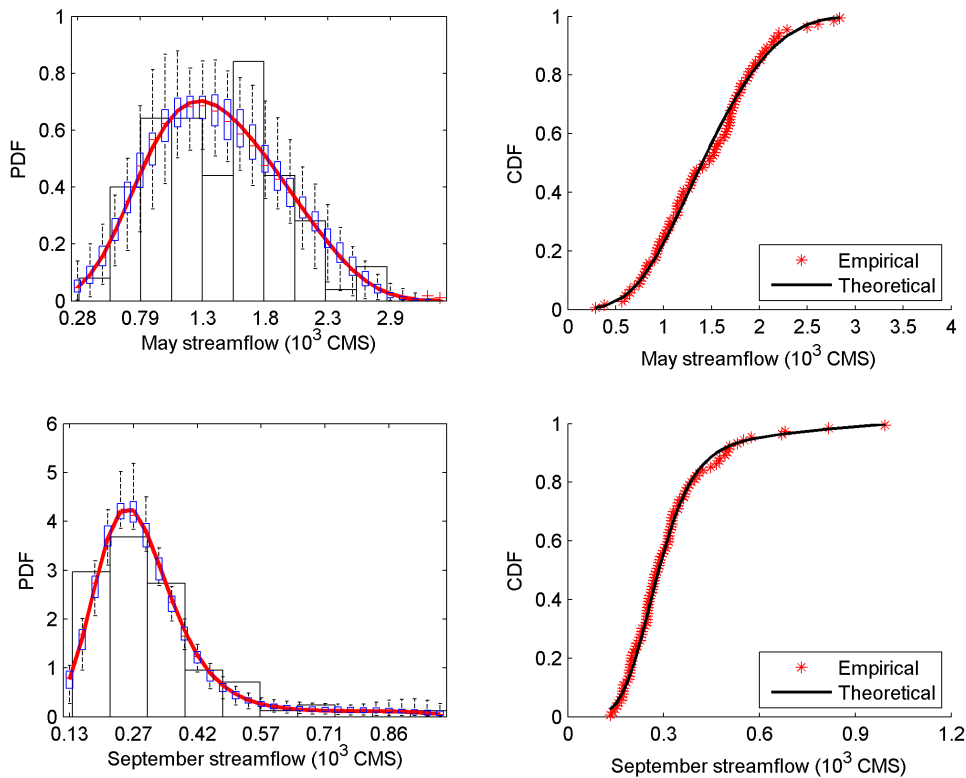 1
0.8
0.6
0.4
0.2
0
PDF
0.28 0.79 1.3 1.8 2.3 2.9
May streamflow (10³ CMS)
1
0.8
0.6
0.4
0.2
0
CDF
Empirical
Theoretical
0 0.5 1 1.5 2 2.5 3 3.5 4
May streamflow (10³ CMS)
6
5
4
3
2
1
0
PDF
0.13 0.27 0.42 0.57 0.71 0.86
September streamflow (10³ CMS)
1
0.8
0.6
0.4
0.2
0
CDF
Empirical
Theoretical
0 0.3 0.6 0.9 1.2
September streamflow (10³ CMS)